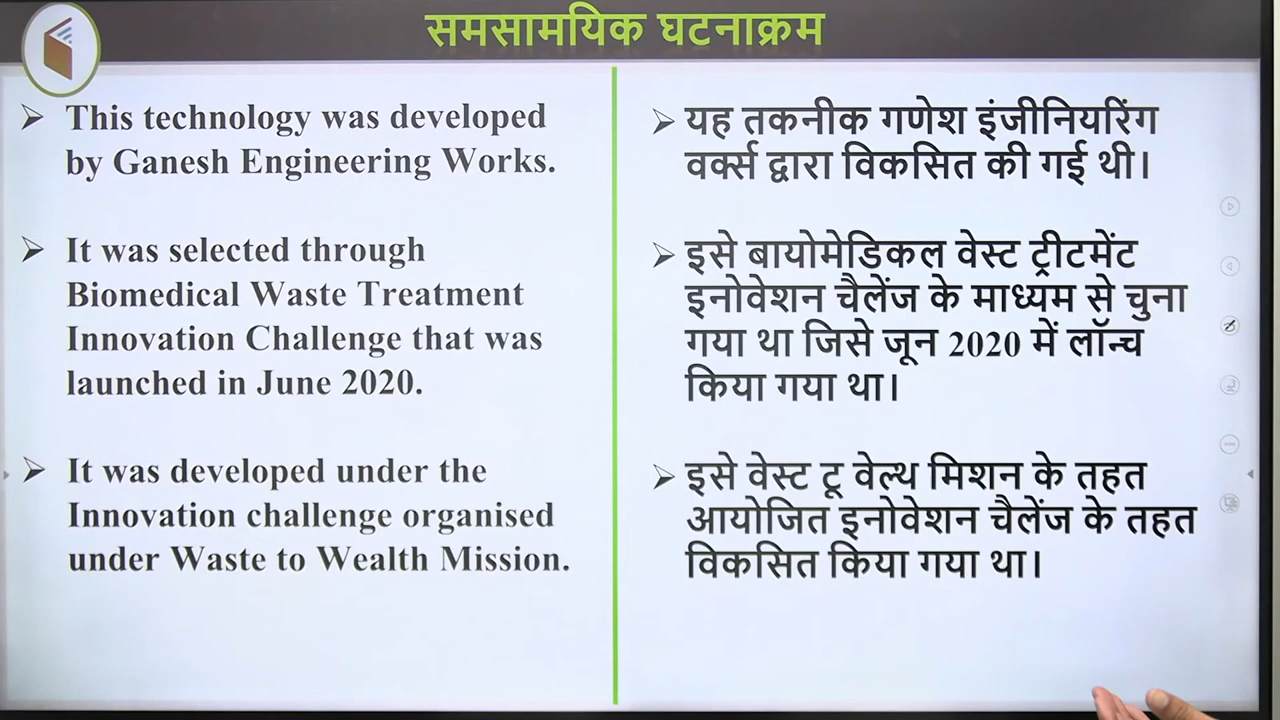 समसामयिक घटनाक्रम
This technology was developed
by Ganesh Engineering Works.
It was selected through
Biomedical Waste Treatment
Innovation Challenge that was
launched in June 2020.
It was developed under the
Innovation challenge organised
under Waste to Wealth Mission.
यह तकनीक गणेश इंजीनियरिंग
वर्क्स द्वारा विकसित की गई थी।
इसे बायोमेडिकल वेस्ट ट्रीटमेंट
इनोवेशन चैलेंज के माध्यम से चुना
गया था जिसे जून 2020 में लॉन्च
किया गया था।
इसे वेस्ट टू वेल्थ मिशन के तहत
आयोजित इनोवेशन चैलेंज के तहत
विकसित किया गया था।